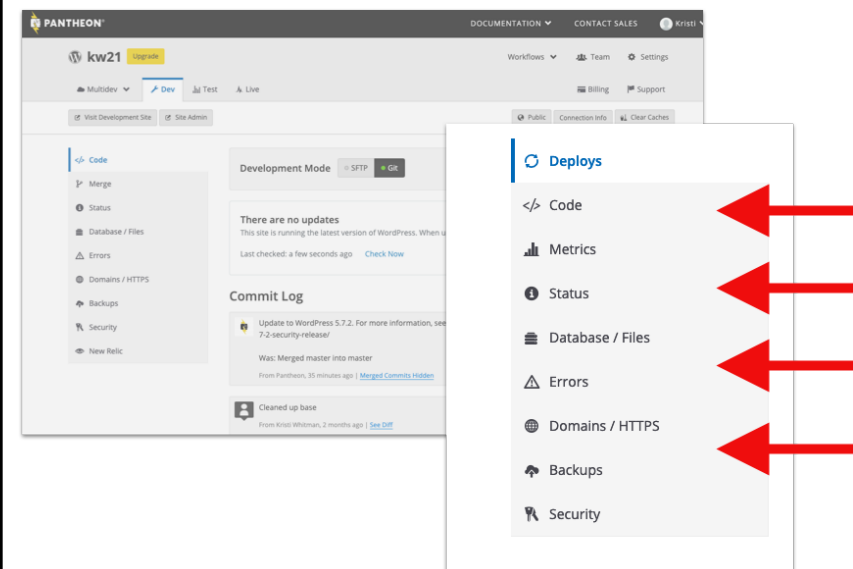 PANTHEON
DOCUMENTATION
CONTACT SALES
Kristi
kw21
Upgrade
Workflows
Team
Settings
Multidev
Dev
Test
Live
Billing
Support
Visit Development Site
Site Admin
Public
Connection Info
Clear Caches
Code
Merge
Status
Database / Files
Errors
Domains / HTTPS
Backups
Security
New Relic
Development Mode
SFTP
Git
There are no updates
This site is running the latest version of WordPress. When u
Last checked: a few seconds ago Check Now
Commit Log
Update to WordPress 5.7.2. For more information, see
7-2-security-release/
Was: Merged master into master
From Pantheon, 35 minutes ago | Merged Commits Hidden
Cleaned up base
From Kristi Whitman, 2 months ago | See Diff
Deploys
Code
Metrics
Status
Database / Files
Errors
Domains / HTTPS
Backups
Security